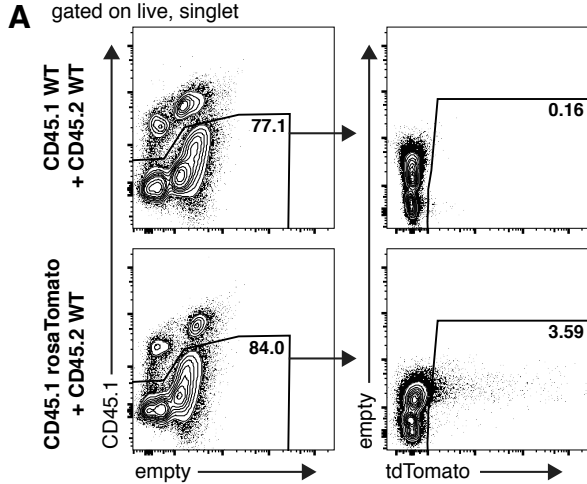 A
gated on live, singlet
CD45.1 WT
+ CD45.2 WT
77.1
0.16
CD45.1 rosaTomato
+ CD45.2 WT
84.0
3.59
CD45.1
empty
empty
tdTomato